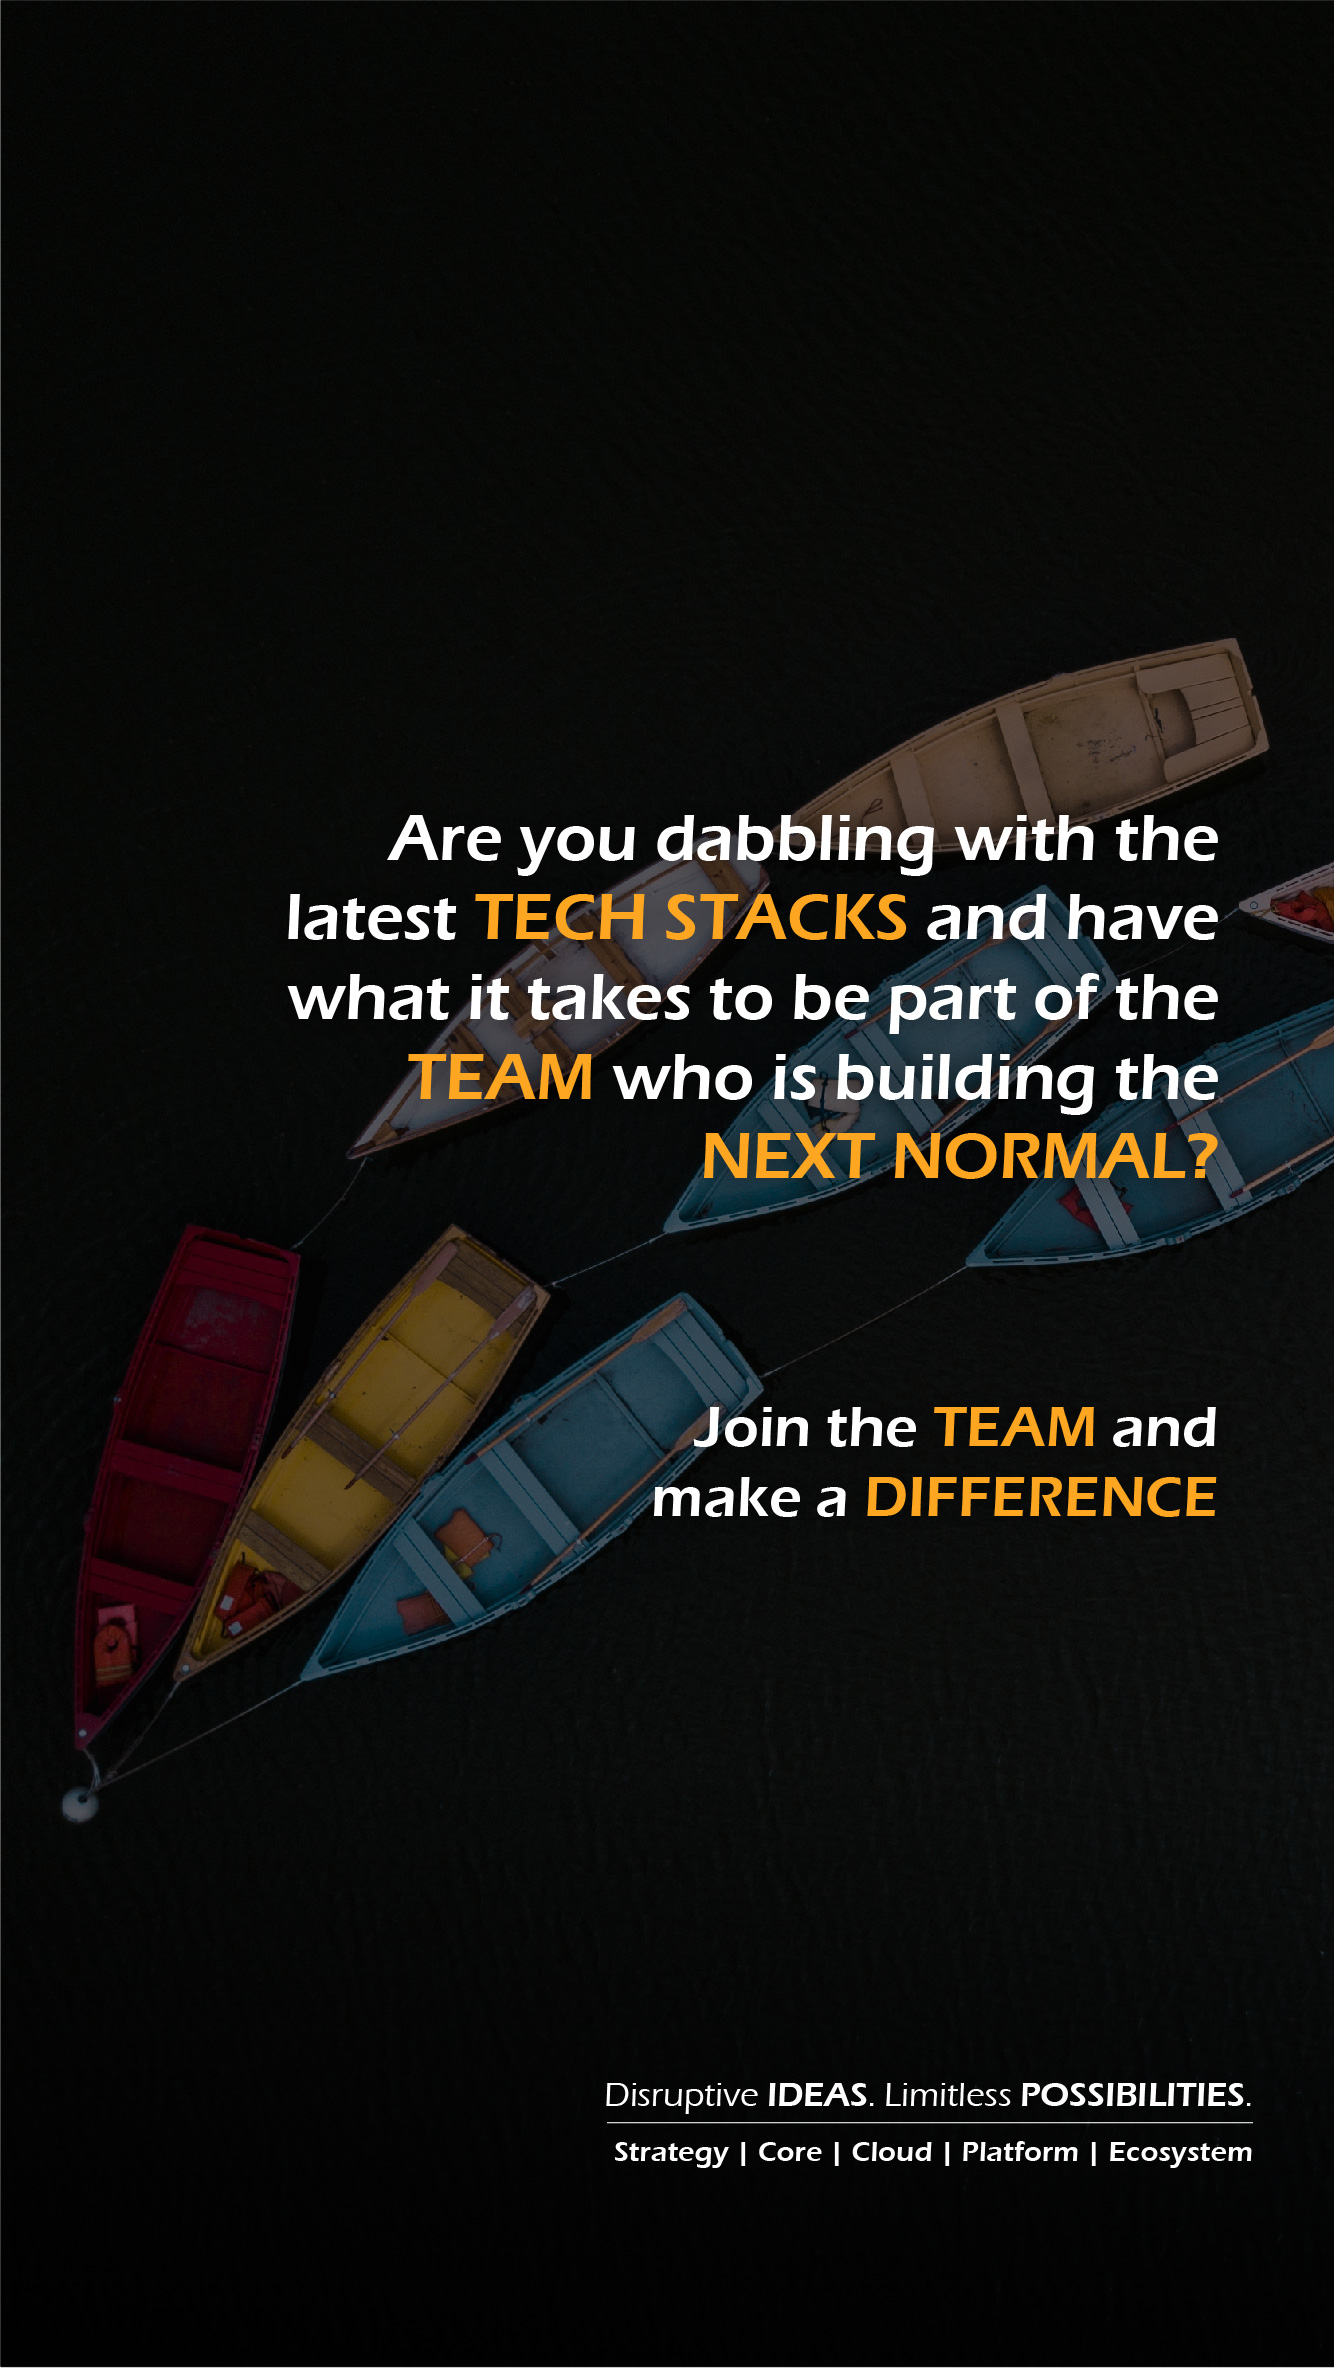 Are you dabbling with the
latest TECH STACKS and have
what it takes to be part of the
TEAM who is building the
NEXT NORMAL?
Join the TEAM and
make a DIFFERENCE
Disruptive IDEAS. Limitless POSSIBILITIES.
Strategy | Core | Cloud | Platform | Ecosystem